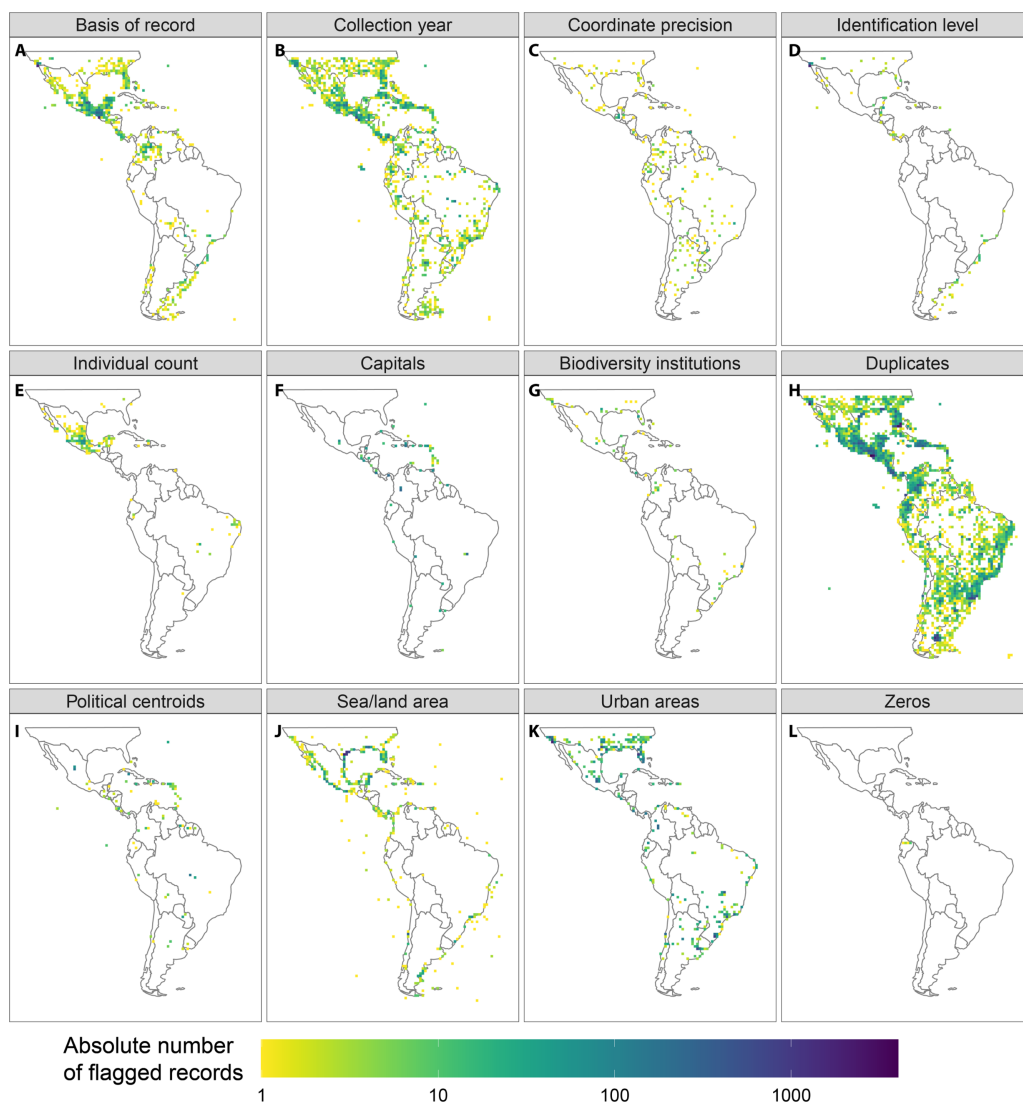 Basis of record
Collection year
Coordinate precision
Identification level
A
B
C
D
Individual count
Capitals
Biodiversity institutions
Duplicates
E
F
G
H
Political centroids
Sea/land area
Urban areas
Zeros
I
J
K
L
Absolute number
of flagged records
1
10
100
1000